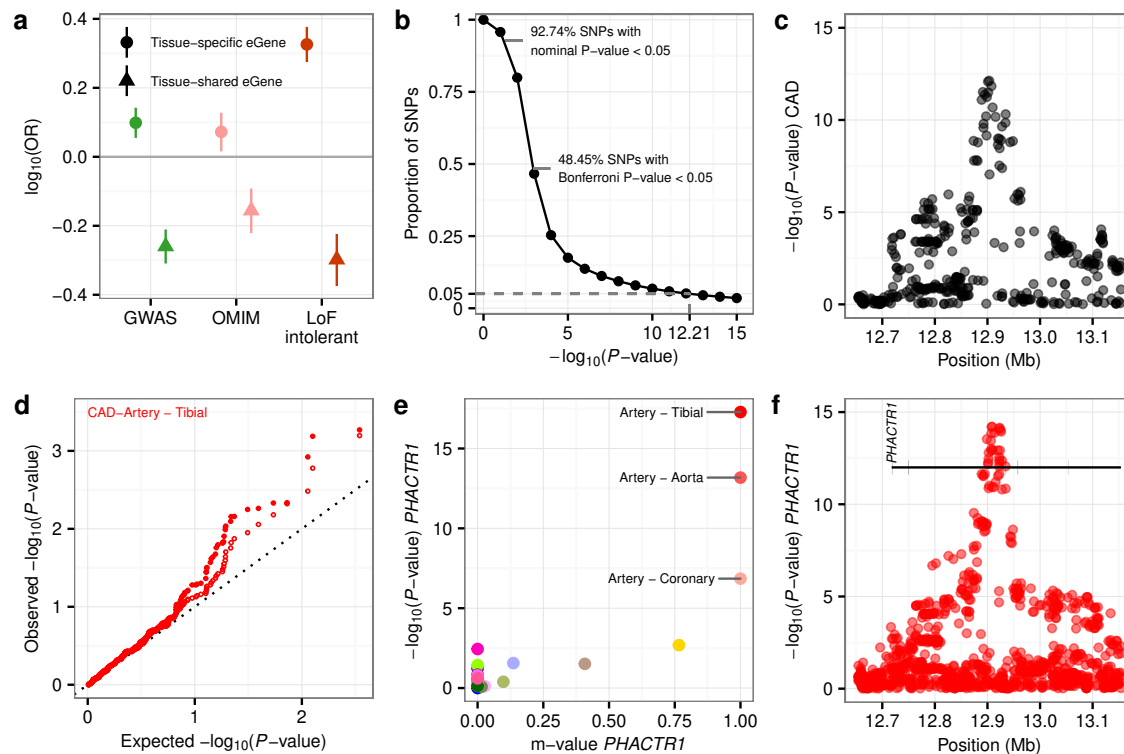 a
log10(OR)
0.4
0.2
0.0
−0.2
−0.4
Tissue−specific eGene
Tissue−shared eGene
GWAS
OMIM
LoF
intolerant
b
Proportion of SNPs
1
0.75
0.5
0.25
0.05
0
92.74% SNPs with
nominal P−value < 0.05
48.45% SNPs with
Bonferroni P−value < 0.05
0
5
10
12.21
15
−log10(P−value)
c
−log10(P−value) CAD
15
10
5
0
12.7
12.8
12.9
13.0
13.1
Position (Mb)
d
Observed −log10(P−value)
CAD−Artery − Tibial
3
2
1
0
0
1
2
Expected −log10(P−value)
e
−log10(P−value) PHACTR1
15
10
5
0
Artery − Tibial
Artery − Aorta
Artery − Coronary
0.00
0.25
0.50
0.75
1.00
m−value PHACTR1
f
−log10(P−value) PHACTR1
15
10
5
0
PHACTR1
12.7
12.8
12.9
13.0
13.1
Position (Mb)